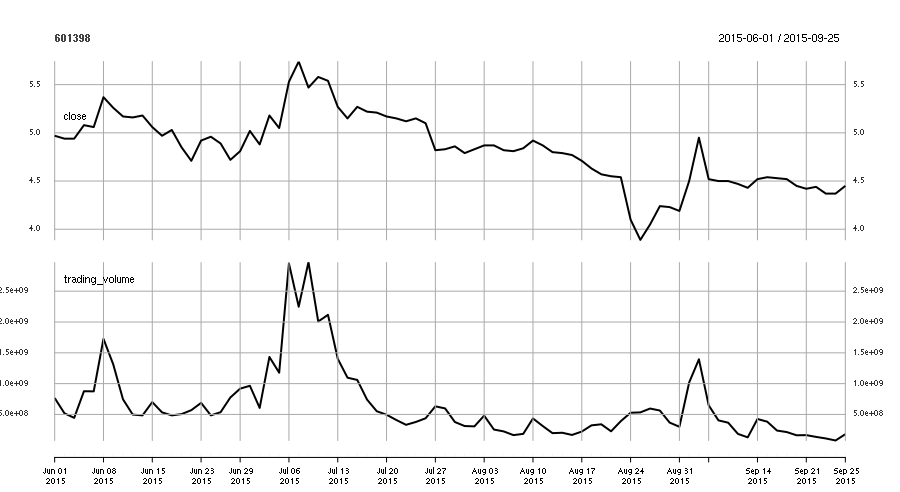 601398 2015-06-01 / 2015-09-25
close
5.5 5.5
5.0 5.0
4.5 4.5
4.0 4.0
trading_volume
2.5e+09 2.5e+09
2.0e+09 2.0e+09
1.5e+09 1.5e+09
1.0e+09 1.0e+09
5.0e+08 5.0e+08
Jun 01 Jun 08 Jun 15 Jun 23 Jun 29 Jul 06 Jul 13 Jul 20 Jul 27 Aug 03 Aug 10 Aug 17 Aug 24 Aug 31 Sep 14 Sep 21 Sep 25
2015 2015 2015 2015 2015 2015 2015 2015 2015 2015 2015 2015 2015 2015 2015 2015 2015